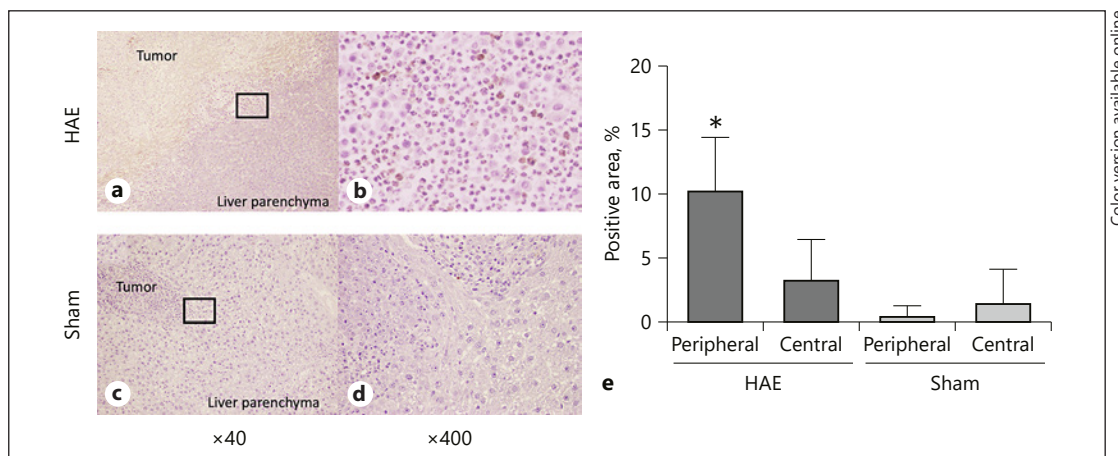 HAE
Tumor
a
Liver parenchyma
b
Sham
Tumor
c
Liver parenchyma
d
×40
×400
Positive area, %
20
15
10
5
0
*
Peripheral
Central
Peripheral
Central
HAE
Sham
e
Color version available online